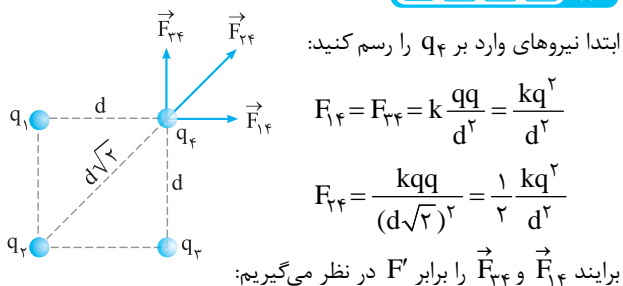 ابتدا نیروهای وارد بر q۴ را رسم کنید:
F۱۴ = F۳۴ = k qq/d۲ = kq۲/d۲
F۲۴ = kqq/(d√۲)۲ = ۱/۲ kq۲/d۲
برایند F۱۴ و F۳۴ را برابر F′ در نظر می‌گیریم:
F۳۴ F۲۴
q۱ d q۴ F۱۴
d√۲ d
q۲ q۳